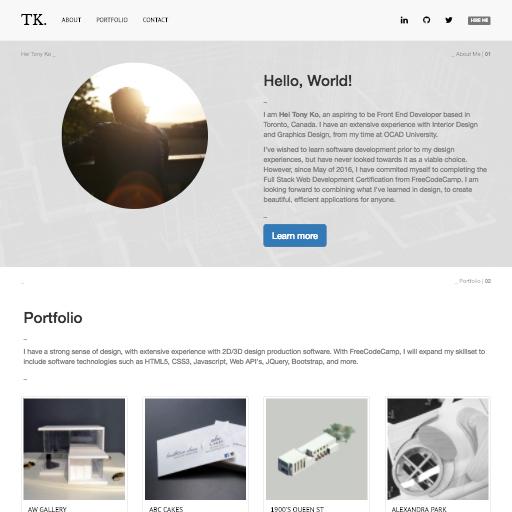 TK. ABOUT PORTFOLIO CONTACT HIRE ME
Hei Tony Ko _ _ About Me | 01
Hello, World!
_
I am Hei Tony Ko, an aspiring to be Front End Developer based in
Toronto, Canada. I have an extensive experience with Interior Design
and Graphics Design, from my time at OCAD University.
I've wished to learn software development prior to my design
experiences, but have never looked towards it as a viable choice.
However, since May of 2016, I have commited myself to completing the
Full Stack Web Development Certification from FreeCodeCamp. I am
looking forward to combining what I've learned in design, to create
beautiful, efficient applications for anyone.
_
Learn more
_ _ Portfolio | 02
Portfolio
_
I have a strong sense of design, with extensive experience with 2D/3D design production software. With FreeCodeCamp, I will expand my skillset to
include software technologies such as HTML5, CSS3, Javascript, Web API's, JQuery, Bootstrap, and more.
_
AW GALLERY ABC CAKES 1900'S QUEEN ST ALEXANDRA PARK